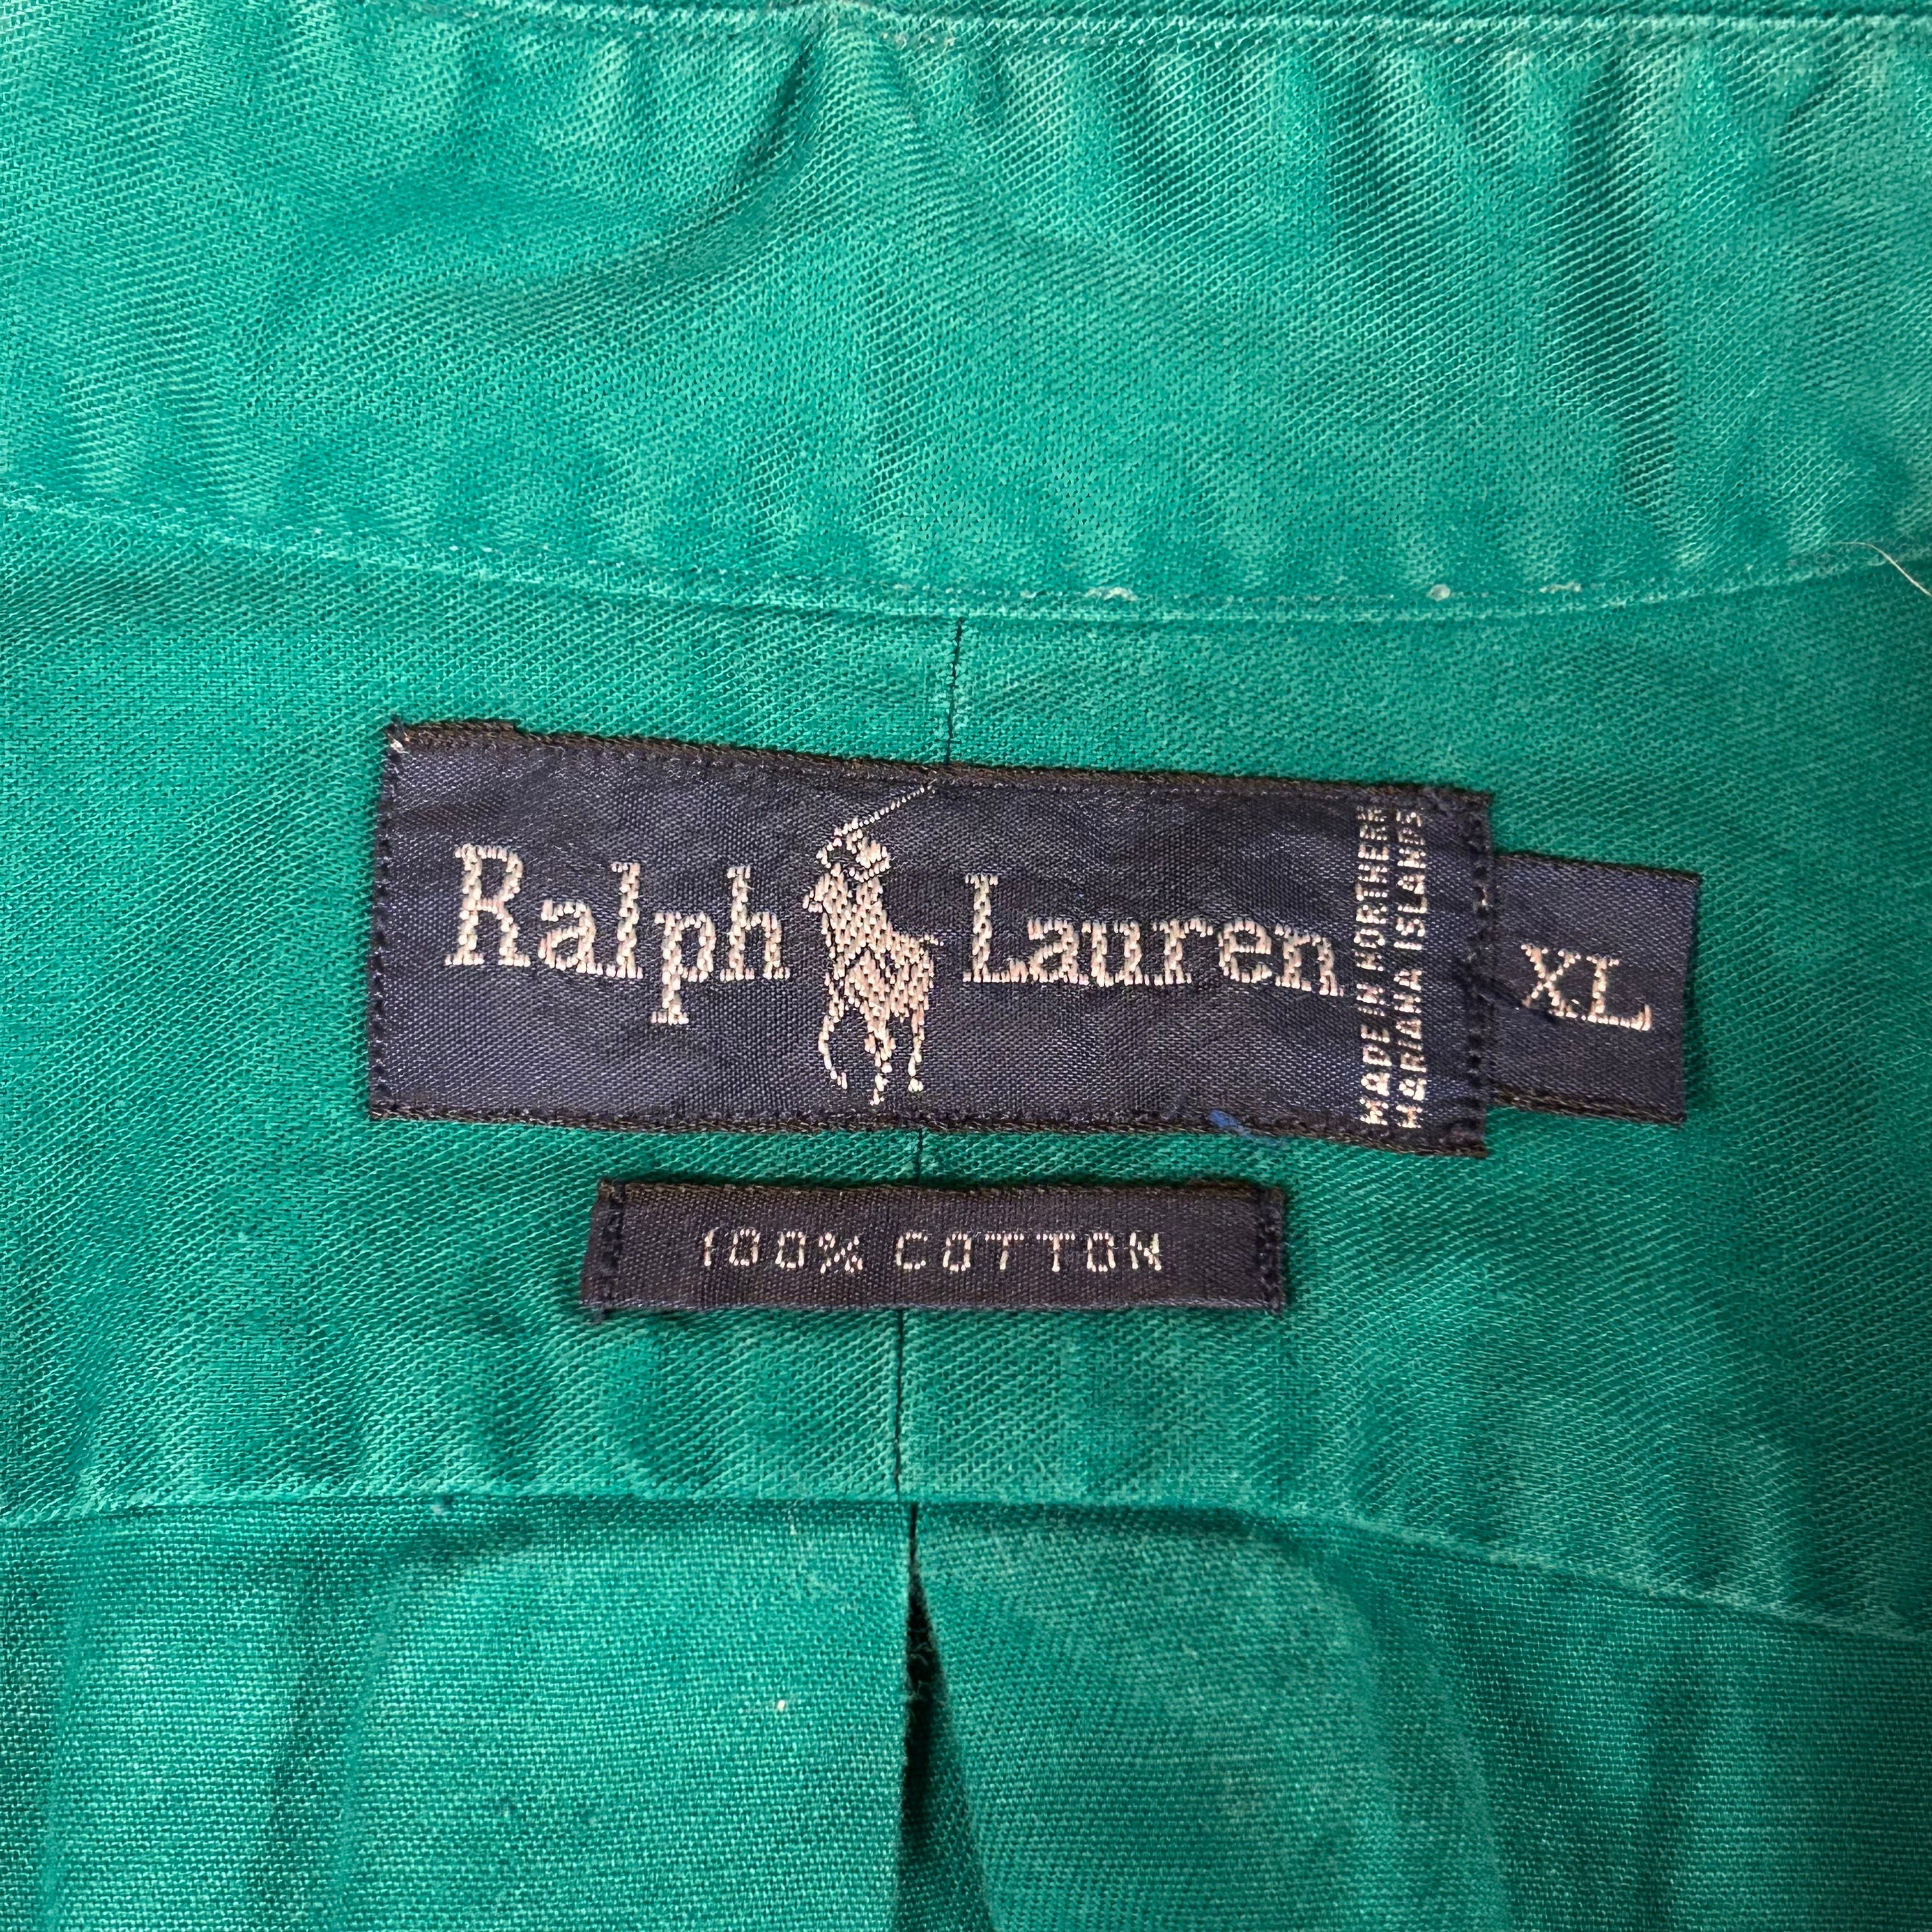 Ralph Lauren
MADE IN NORTHERN
MARIANA ISLANDS
XL
100% COTTON